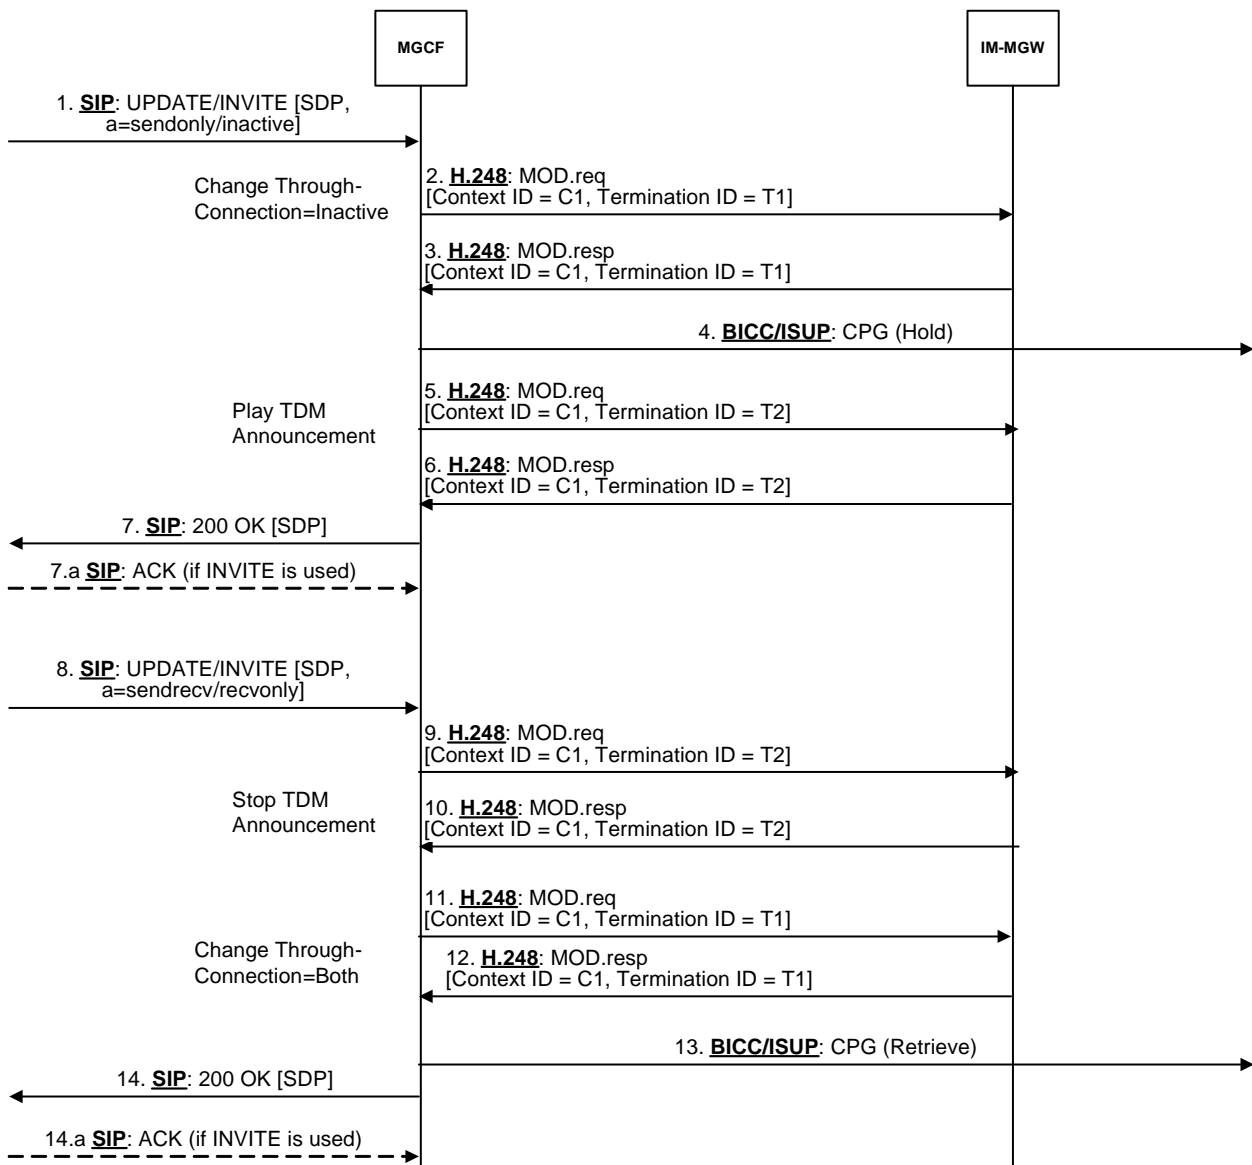 MGCF
IM-MGW
1. SIP: UPDATE/INVITE [SDP,
a=sendonly/inactive]
Change Through-
Connection=Inactive
2. H.248: MOD.req
[Context ID = C1, Termination ID = T1]
3. H.248: MOD.resp
[Context ID = C1, Termination ID = T1]
4. BICC/ISUP: CPG (Hold)
Play TDM
Announcement
5. H.248: MOD.req
[Context ID = C1, Termination ID = T2]
6. H.248: MOD.resp
[Context ID = C1, Termination ID = T2]
7. SIP: 200 OK [SDP]
7.a SIP: ACK (if INVITE is used)
8. SIP: UPDATE/INVITE [SDP,
a=sendrecv/recvonly]
9. H.248: MOD.req
[Context ID = C1, Termination ID = T2]
Stop TDM
Announcement
10. H.248: MOD.resp
[Context ID = C1, Termination ID = T2]
11. H.248: MOD.req
[Context ID = C1, Termination ID = T1]
Change Through-
Connection=Both
12. H.248: MOD.resp
[Context ID = C1, Termination ID = T1]
13. BICC/ISUP: CPG (Retrieve)
14. SIP: 200 OK [SDP]
14.a SIP: ACK (if INVITE is used)